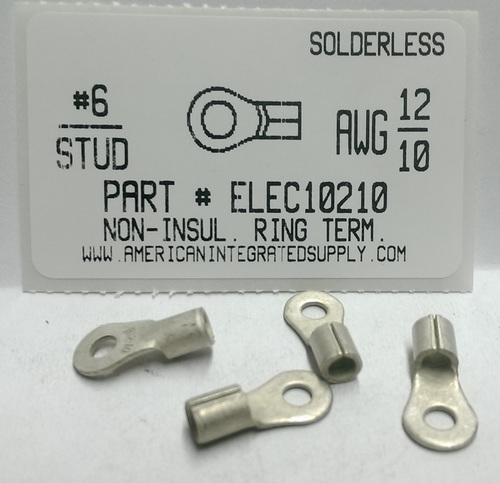 SOLDERLESS
#6
STUD
AWG 12/10
PART # ELEC10210
NON-INSUL. RING TERM.
WWW.AMERICANINTEGRATEDSUPPLY.COM